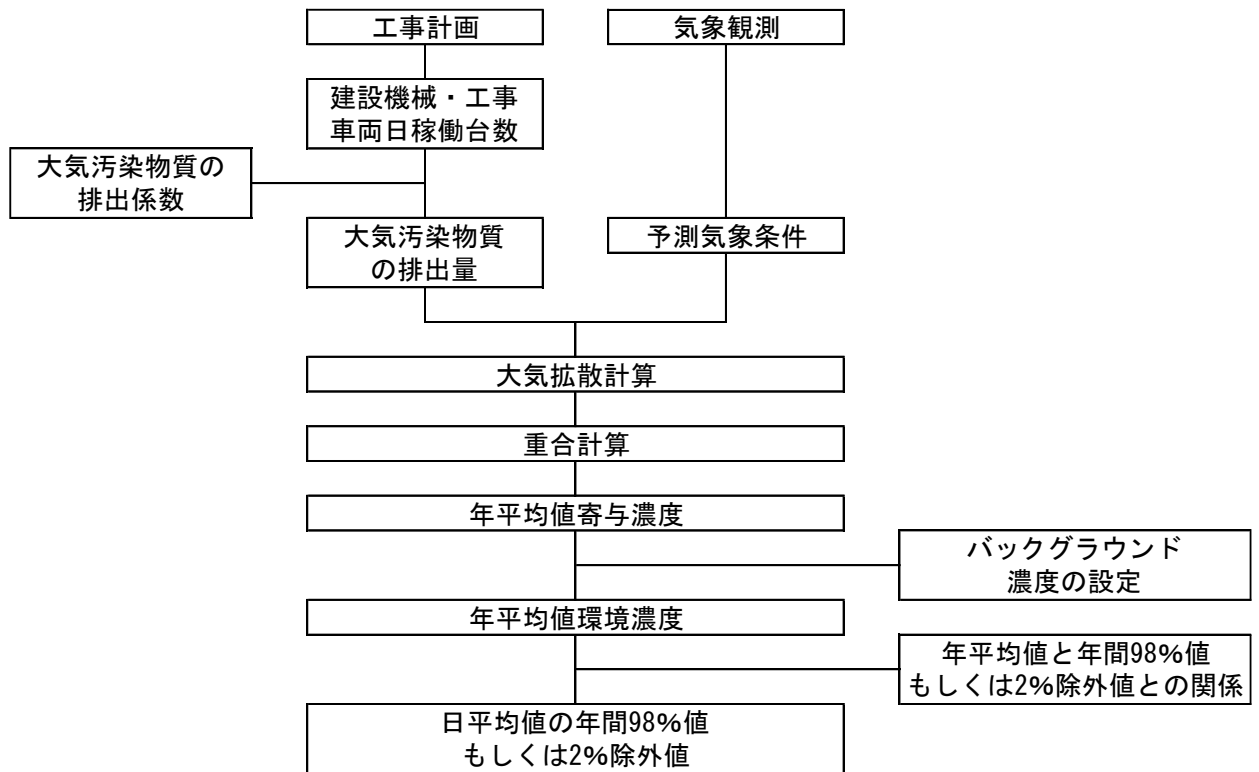 工事計画
気象観測
建設機械・工事
車両日稼働台数
大気汚染物質の
排出係数
大気汚染物質
の排出量
予測気象条件
大気拡散計算
重合計算
年平均値寄与濃度
バックグラウンド
濃度の設定
年平均値環境濃度
年平均値と年間98%値
もしくは2%除外値との関係
日平均値の年間98%値
もしくは2%除外値